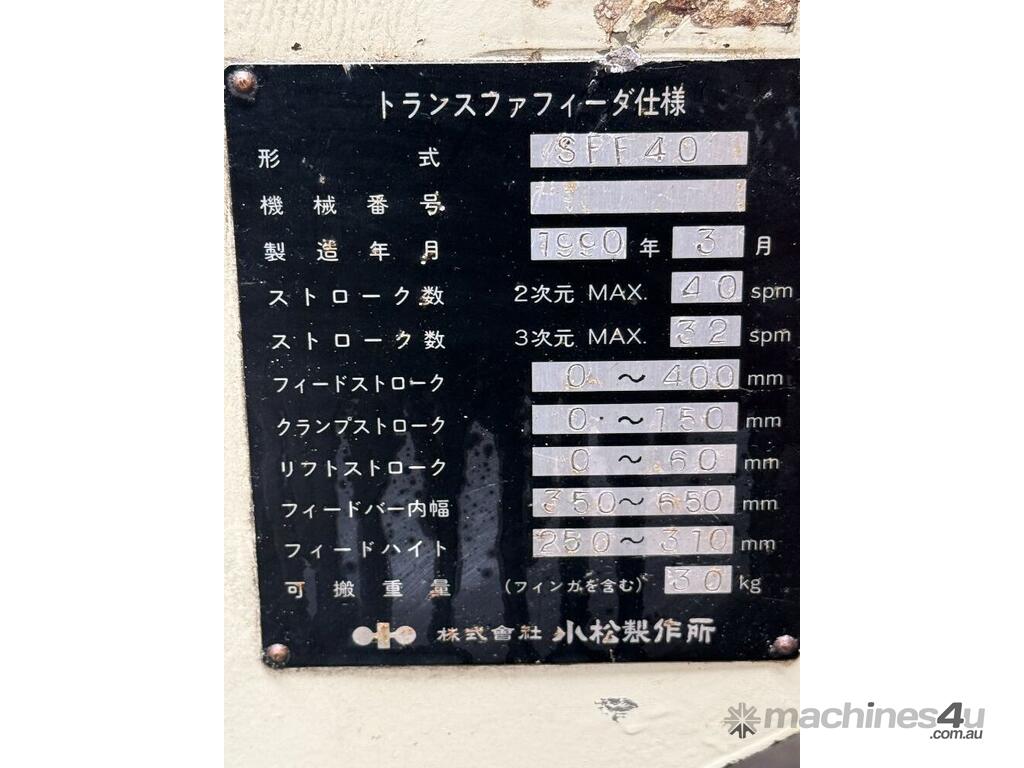 トランスファフィーダ仕様
形 式 SFF40
機械番号
製造年月 1990 年 3 月
ストローク数 2次元 MAX. 40 spm
ストローク数 3次元 MAX. 32 spm
フィードストローク 0 ～ 400 mm
クランプストローク 0 ～ 150 mm
リフトストローク 0 ～ 60 mm
フィードバー内幅 350 ～ 650 mm
フィードハイト 250 ～ 310 mm
可搬重量 (フィンガを含む) 30 kg
株式會社 小松製作所
machines4u
.com.au